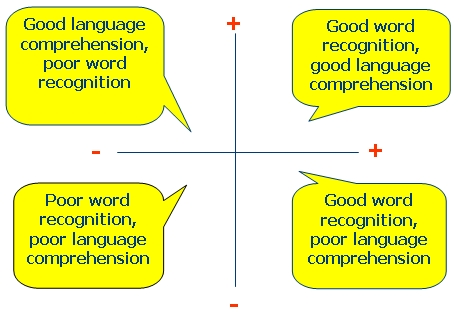 Good language
comprehension,
poor word
recognition
+
Good word
recognition,
good language
comprehension
-
+
Poor word
recognition,
poor language
comprehension
Good word
recognition,
poor language
comprehension
-